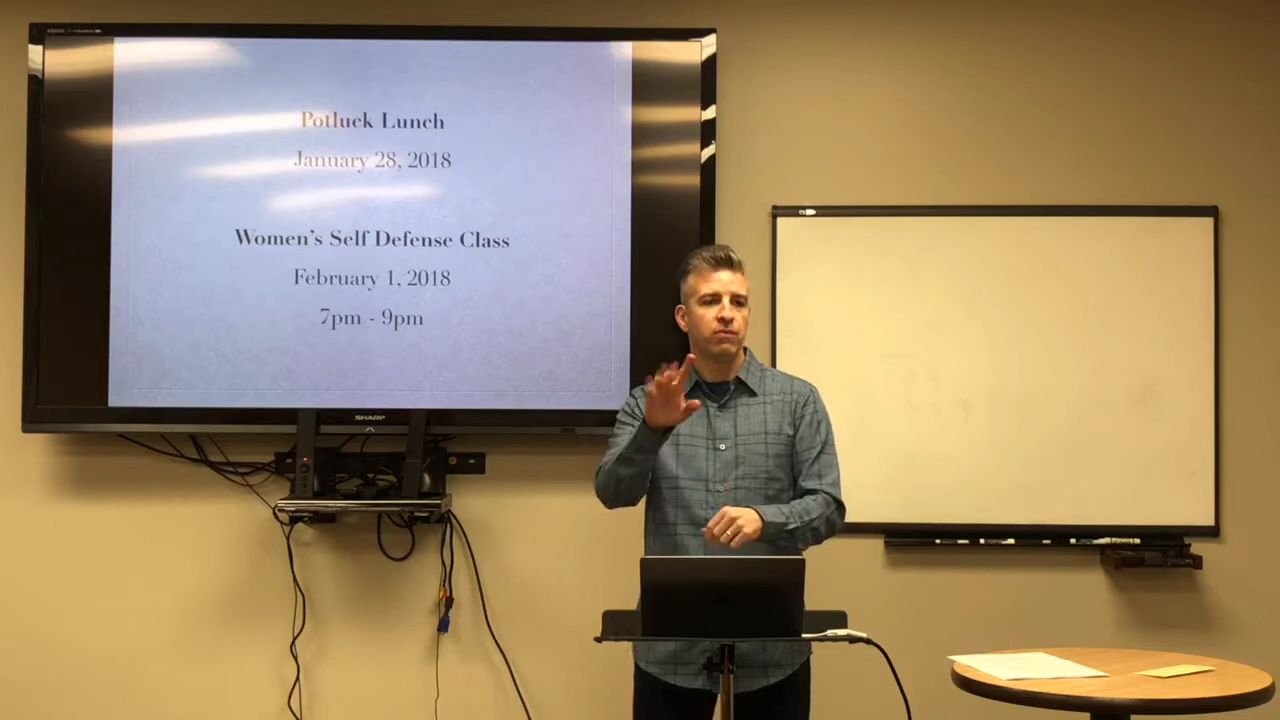 Potluck Lunch
January 28, 2018
Women's Self Defense Class
February 1, 2018
7pm - 9pm
SHARP